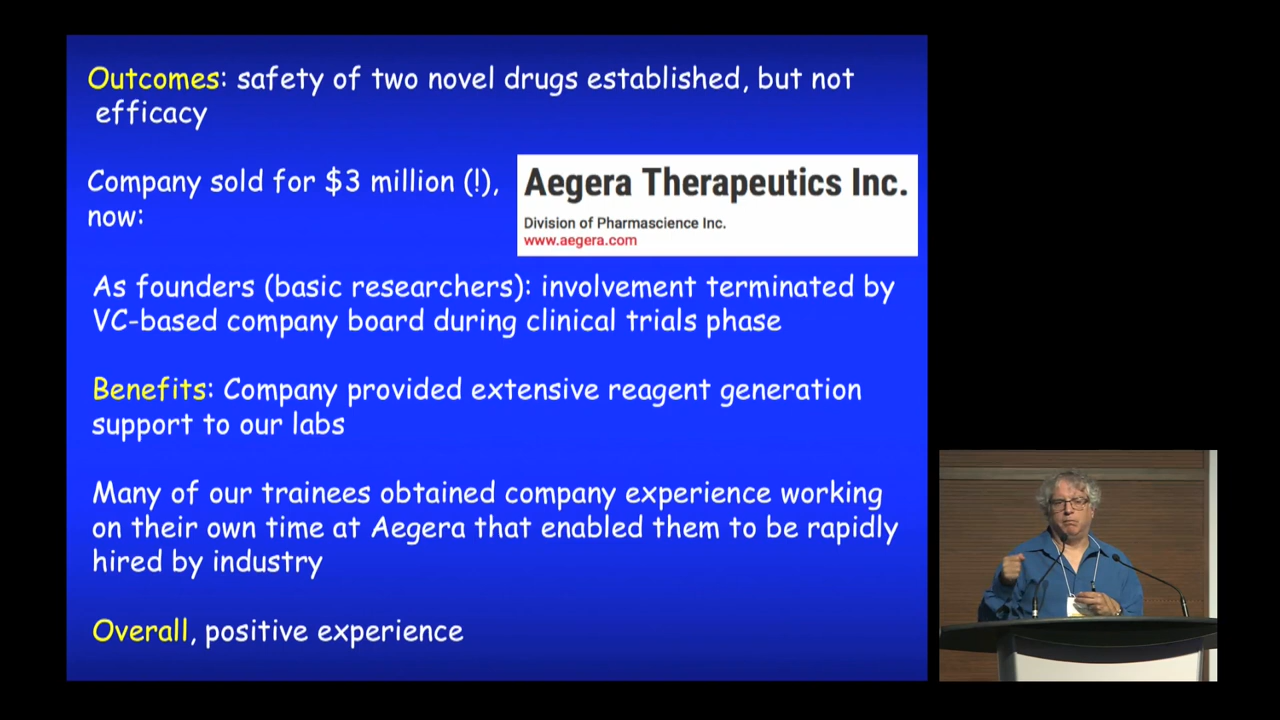 Outcomes: safety of two novel drugs established, but not
efficacy
Company sold for $3 million (!),
now:
Aegera Therapeutics Inc.
Division of Pharmascience Inc.
www.aegera.com
As founders (basic researchers): involvement terminated by
VC-based company board during clinical trials phase
Benefits: Company provided extensive reagent generation
support to our labs
Many of our trainees obtained company experience working
on their own time at Aegera that enabled them to be rapidly
hired by industry
Overall, positive experience